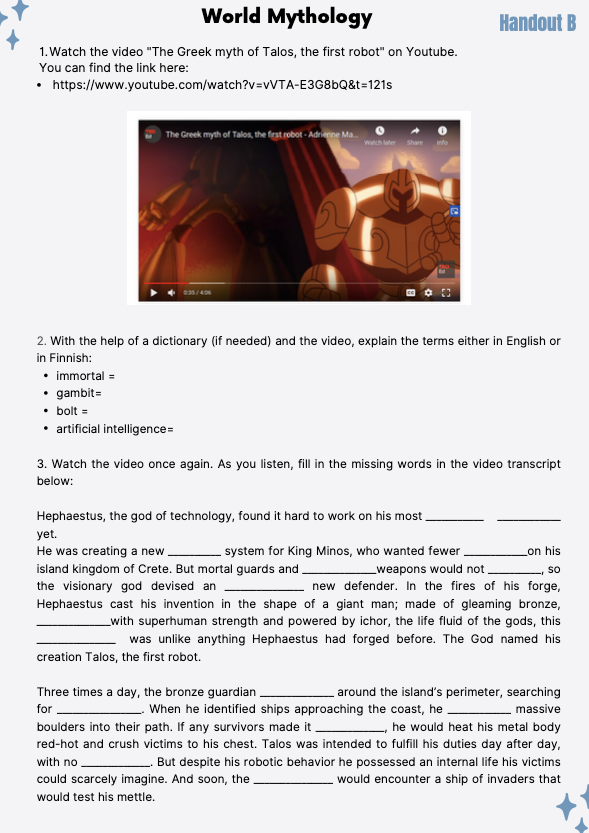 World Mythology
Handout B
1. Watch the video "The Greek myth of Talos, the first robot" on Youtube.
You can find the link here:
• https://www.youtube.com/watch?v=vVTA-E3G8bQ&t=121s
The Greek myth of Talos, the first robot - Adrienne Ma...
Watch later Share Info
0:35 / 4:06
2. With the help of a dictionary (if needed) and the video, explain the terms either in English or
in Finnish:
• immortal =
• gambit=
• bolt =
• artificial intelligence=
3. Watch the video once again. As you listen, fill in the missing words in the video transcript
below:
Hephaestus, the god of technology, found it hard to work on his most __________ ___________
yet.
He was creating a new _________ system for King Minos, who wanted fewer ___________on his
island kingdom of Crete. But mortal guards and _____________weapons would not _________, so
the visionary god devised an ______________ new defender. In the fires of his forge,
Hephaestus cast his invention in the shape of a giant man; made of gleaming bronze,
_____________with superhuman strength and powered by ichor, the life fluid of the gods, this
______________ was unlike anything Hephaestus had forged before. The God named his
creation Talos, the first robot.
Three times a day, the bronze guardian _____________ around the island's perimeter, searching
for _______________. When he identified ships approaching the coast, he ___________ massive
boulders into their path. If any survivors made it ____________, he would heat his metal body
red-hot and crush victims to his chest. Talos was intended to fulfill his duties day after day,
with no ____________. But despite his robotic behavior he possessed an internal life his victims
could scarcely imagine. And soon, the ______________ would encounter a ship of invaders that
would test his mettle.